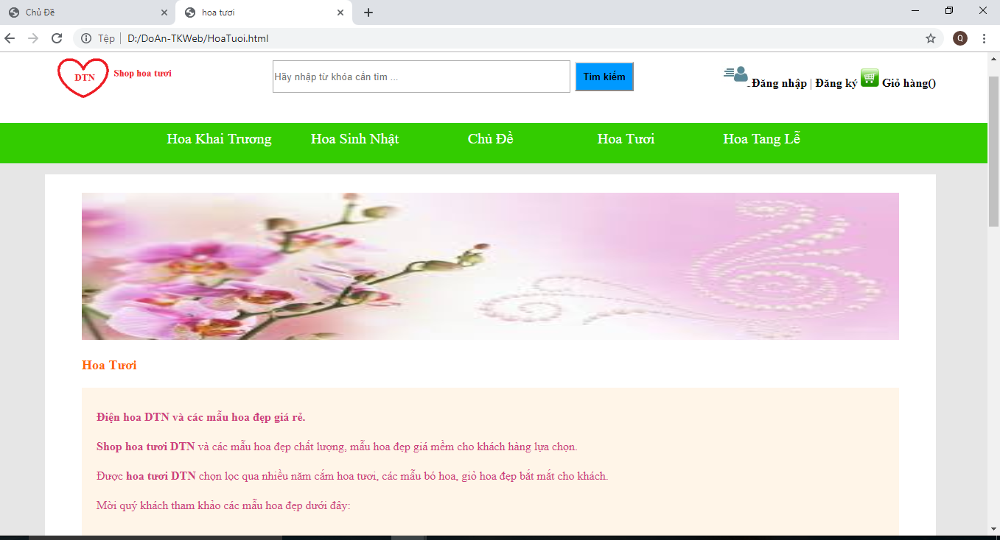 Chủ Đề
hoa tươi
Tệp D:/DoAn-TKWeb/HoaTuoi.html
Q
DTN Shop hoa tươi
Hãy nhập từ khóa cần tìm ...
Tìm kiếm
Đăng nhập | Đăng ký Giỏ hàng()
Hoa Khai Trương Hoa Sinh Nhật Chủ Đề Hoa Tươi Hoa Tang Lễ
Hoa Tươi
Điện hoa DTN và các mẫu hoa đẹp giá rẻ.
Shop hoa tươi DTN và các mẫu hoa đẹp chất lượng, mẫu hoa đẹp giá mềm cho khách hàng lựa chọn.
Được hoa tươi DTN chọn lọc qua nhiều năm cắm hoa tươi, các mẫu bó hoa, giỏ hoa đẹp bắt mắt cho khách.
Mời quý khách tham khảo các mẫu hoa đẹp dưới đây: